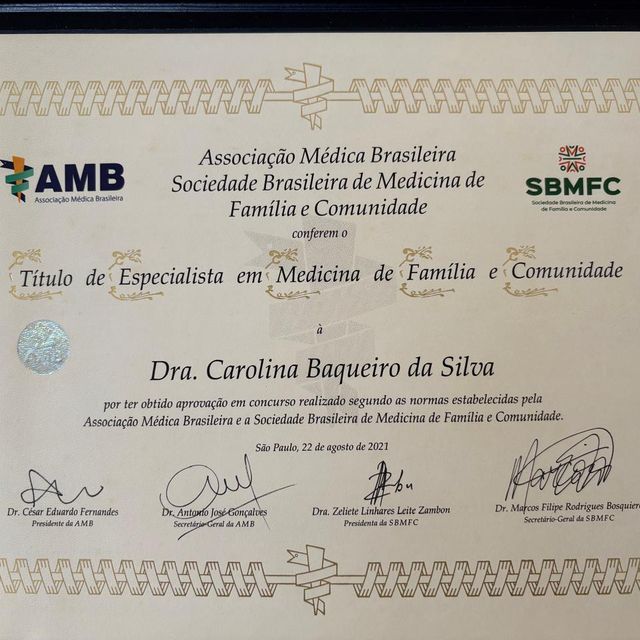 AMB
Associação Médica Brasileira
Associação Médica Brasileira
Sociedade Brasileira de Medicina de
Família e Comunidade
SBMFC
Sociedade Brasileira de Medicina
de Família e Comunidade
conferem o
Título de Especialista em Medicina de Família e Comunidade
à
Dra. Carolina Baqueiro da Silva
por ter obtido aprovação em concurso realizado segundo as normas estabelecidas pela
Associação Médica Brasileira e a Sociedade Brasileira de Medicina de Família e Comunidade.
São Paulo, 22 de agosto de 2021
Dr. César Eduardo Fernandes
Presidente da AMB
Dr. Antonio José Gonçalves
Secretário-Geral da AMB
Dra. Zeliete Linhares Leite Zambon
Presidenta da SBMFC
Dr. Marcos Filipe Rodrigues Bosquiero
Secretário-Geral da SBMFC